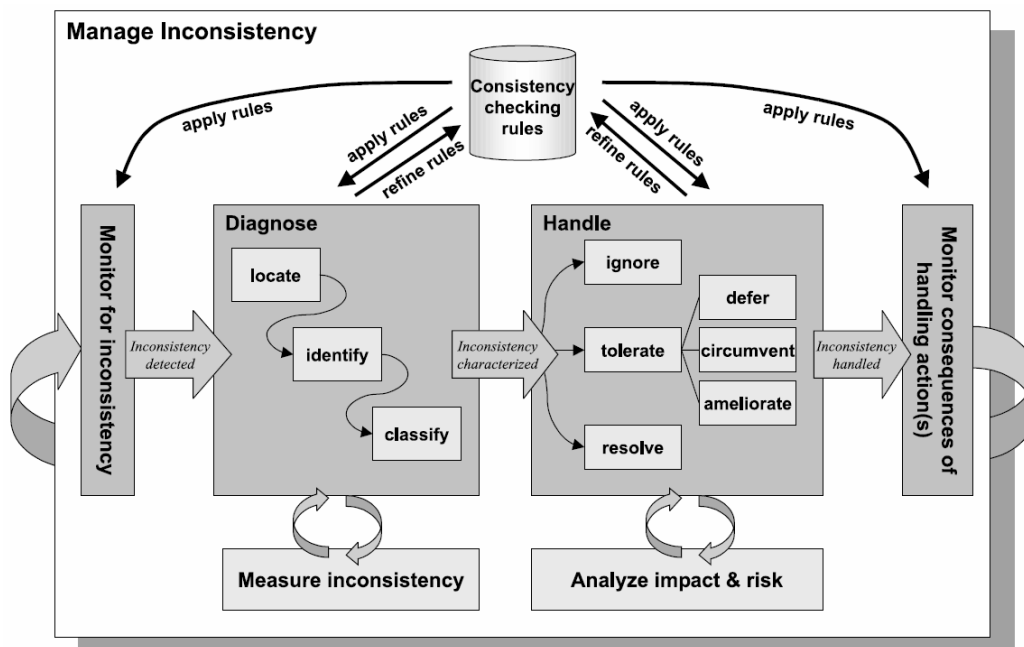 Manage Inconsistency
Consistency
checking
rules
apply rules
apply rules
refine rules
apply rules
refine rules
apply rules
Monitor for inconsistency
Inconsistency
detected
Diagnose
locate
identify
classify
Inconsistency
characterized
Handle
ignore
tolerate
resolve
defer
circumvent
ameliorate
Inconsistency
handled
Monitor consequences of
handling action(s)
Measure inconsistency
Analyze impact & risk